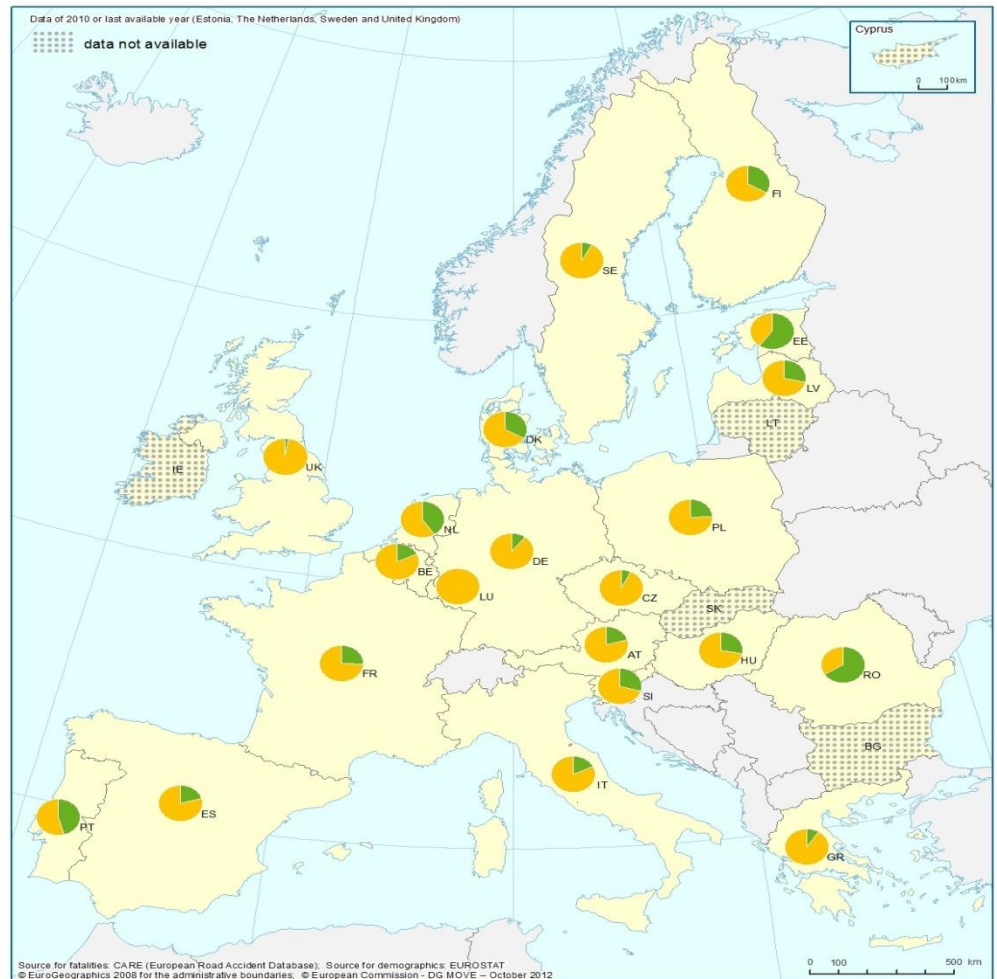 Data of 2010 or last available year (Estonia, The Netherlands, Sweden and United Kingdom)
data not available
Cyprus
0 100 km
FI
SE
EE
LV
LT
DK
IE
UK
NL
PL
BE
DE
LU
CZ
SK
AT
HU
FR
SI
RO
BG
IT
ES
PT
GR
Source for fatalities: CARE (European Road Accident Database); Source for demographics: EUROSTAT
© EuroGeographics 2008 for the administrative boundaries; © European Commission - DG MOVE – October 2012
0 100 500 km